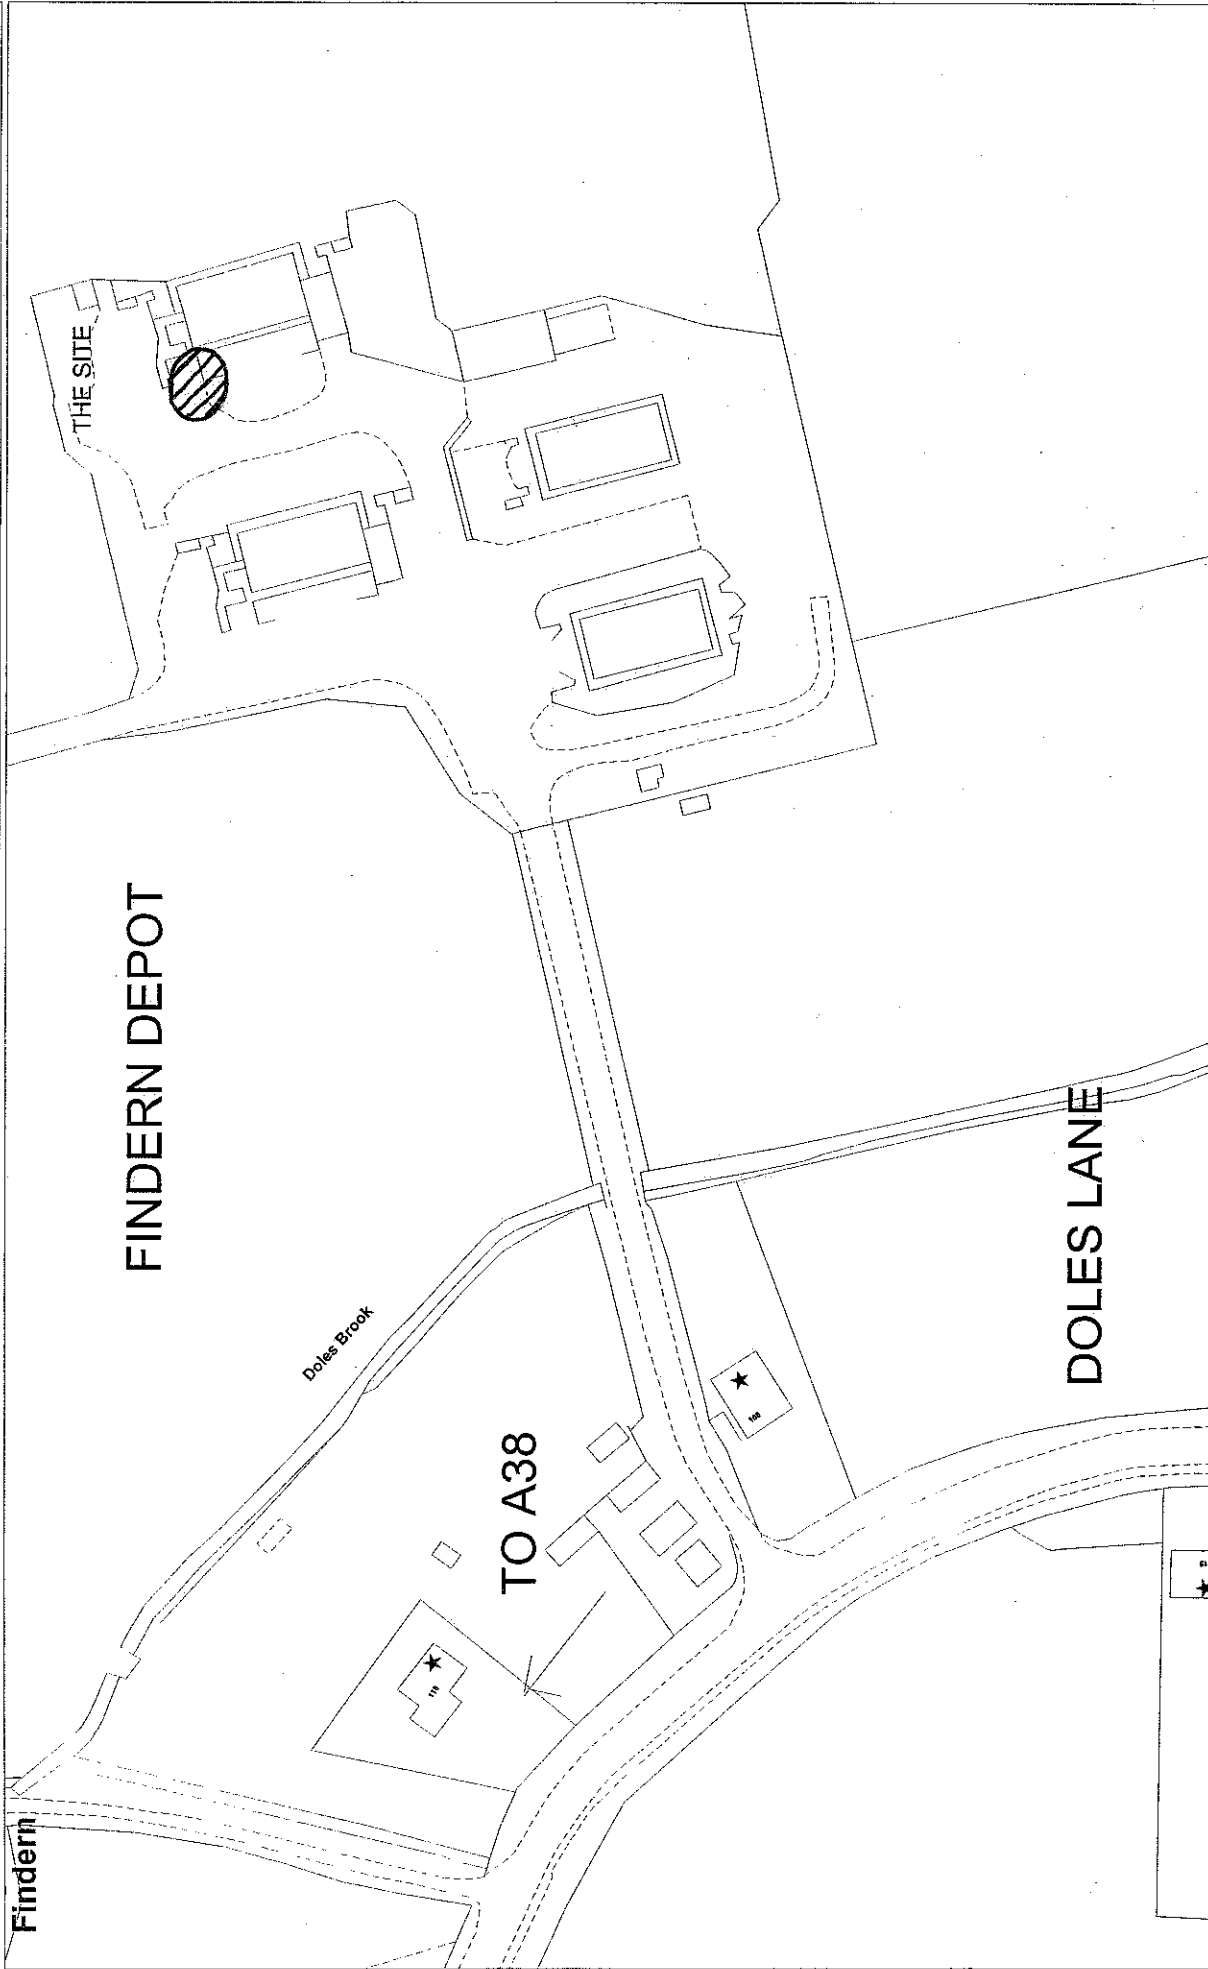 THE SITE
FINDERN DEPOT
Doles Brook
TO A38
DOLES LANE
Findern